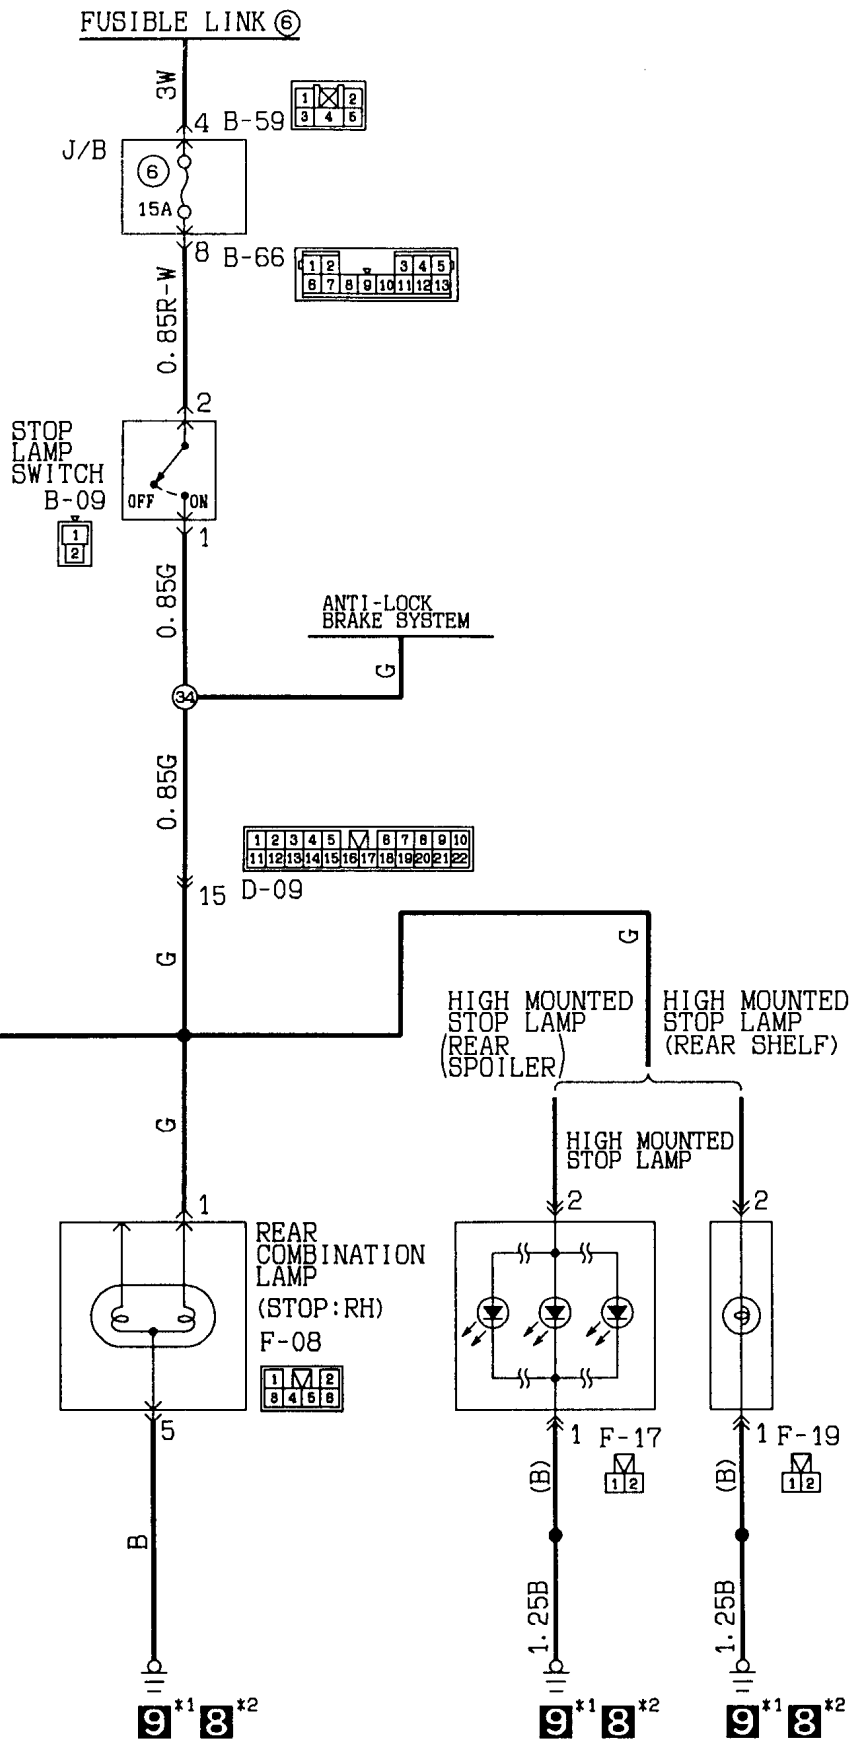 FUSIBLE LINK ⑥
3W
4 B-59
1 2
3 4 5
J/B
⑥
15A
8 B-66
1 2 3 4 5
6 7 8 9 10 11 12 13
0.85R-W
2
STOP
LAMP
SWITCH
B-09
OFF ON
1
2
1
0.85G
ANTI-LOCK
BRAKE SYSTEM
G
34
0.85G
1 2 3 4 5 6 7 8 9 10
11 12 13 14 15 16 17 18 19 20 21 22
15 D-09
G
G
HIGH MOUNTED
STOP LAMP
(REAR
SPOILER)
HIGH MOUNTED
STOP LAMP
(REAR SHELF)
G
HIGH MOUNTED
STOP LAMP
1
2
2
REAR
COMBINATION
LAMP
(STOP:RH)
F-08
1 2
3 4 5 6
5
1 F-17
1 2
1 F-19
1 2
(B)
(B)
B
1.25B
1.25B
9*1 8*2
9*1 8*2
9*1 8*2